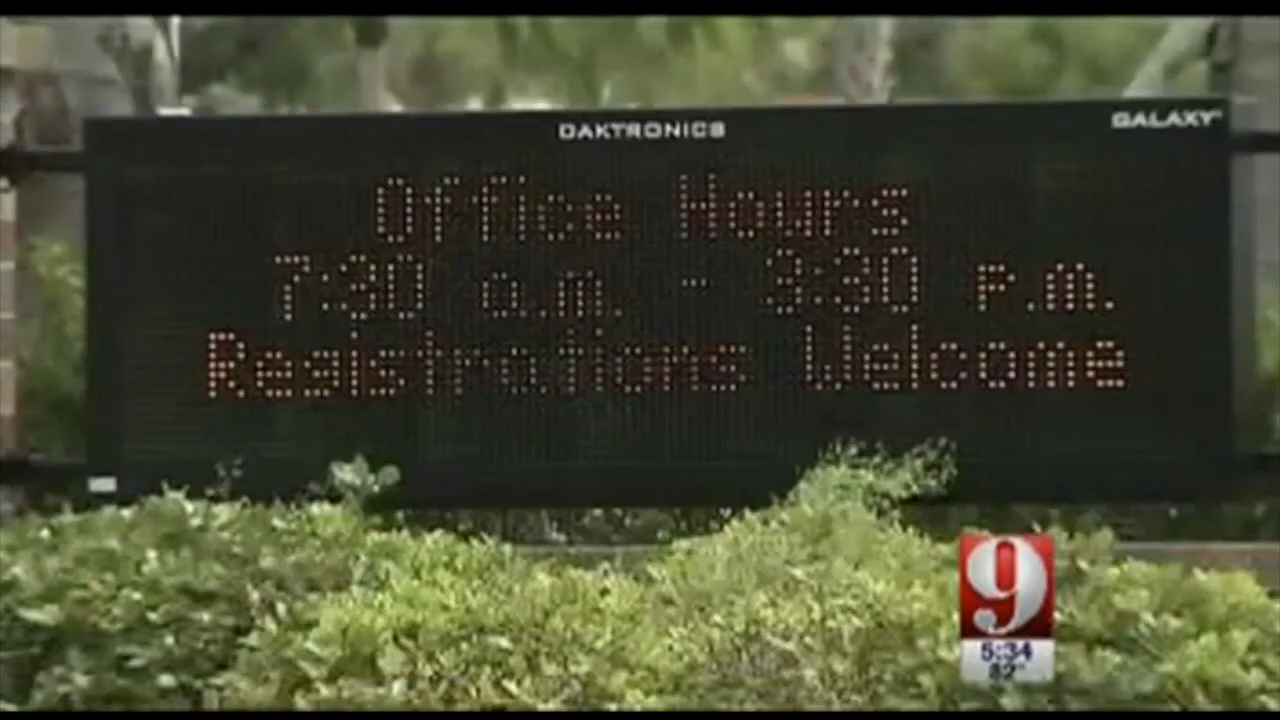 DAKTRONICS
GALAXY
Office Hours
7:30 a.m. - 3:30 p.m.
Registrations Welcome
9
5:34
82°